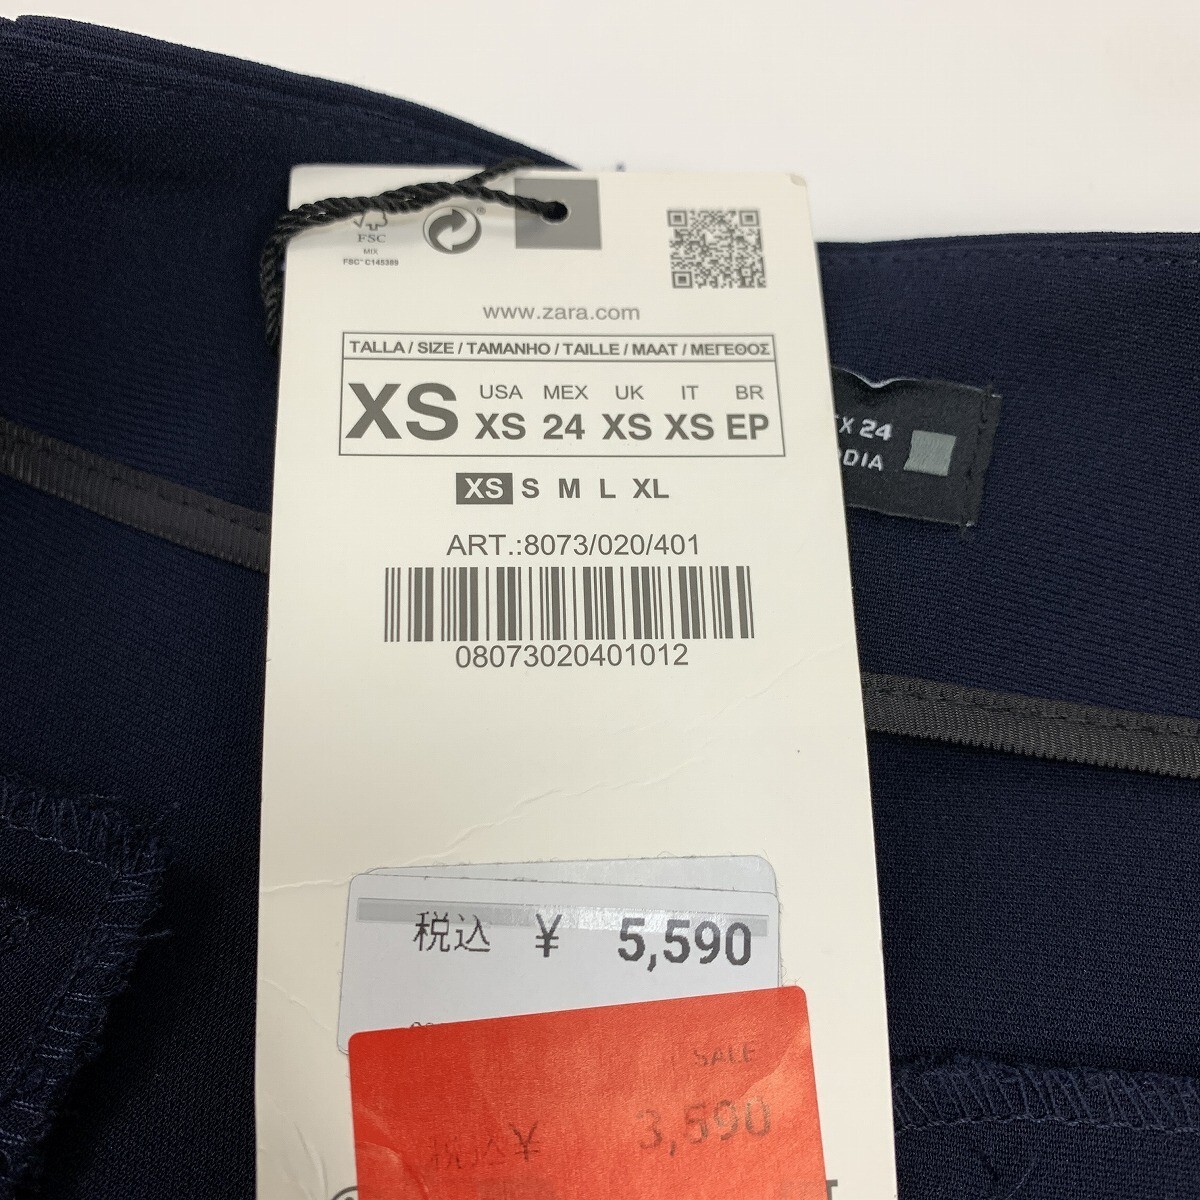 FSC
MIX
FSC™ C145389
®
www.zara.com
TALLA / SIZE / TAMANHO / TAILLE / MAAT / ΜΕΓΕΘΟΣ
XS USA MEX UK IT BR
XS 24 XS XS EP
XS S M L XL
X 24
DIA
ART.:8073/020/401
08073020401012
税込 ¥ 5,590
SALE
税込¥ 3,590